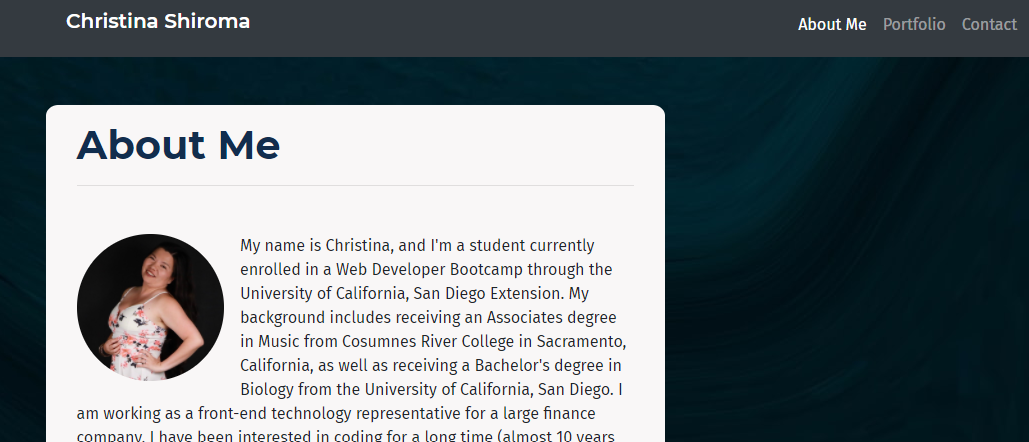 Christina Shiroma
About Me Portfolio Contact
About Me
My name is Christina, and I'm a student currently
enrolled in a Web Developer Bootcamp through the
University of California, San Diego Extension. My
background includes receiving an Associates degree
in Music from Cosumnes River College in Sacramento,
California, as well as receiving a Bachelor's degree in
Biology from the University of California, San Diego. I
am working as a front-end technology representative for a large finance
company. I have been interested in coding for a long time (almost 10 years